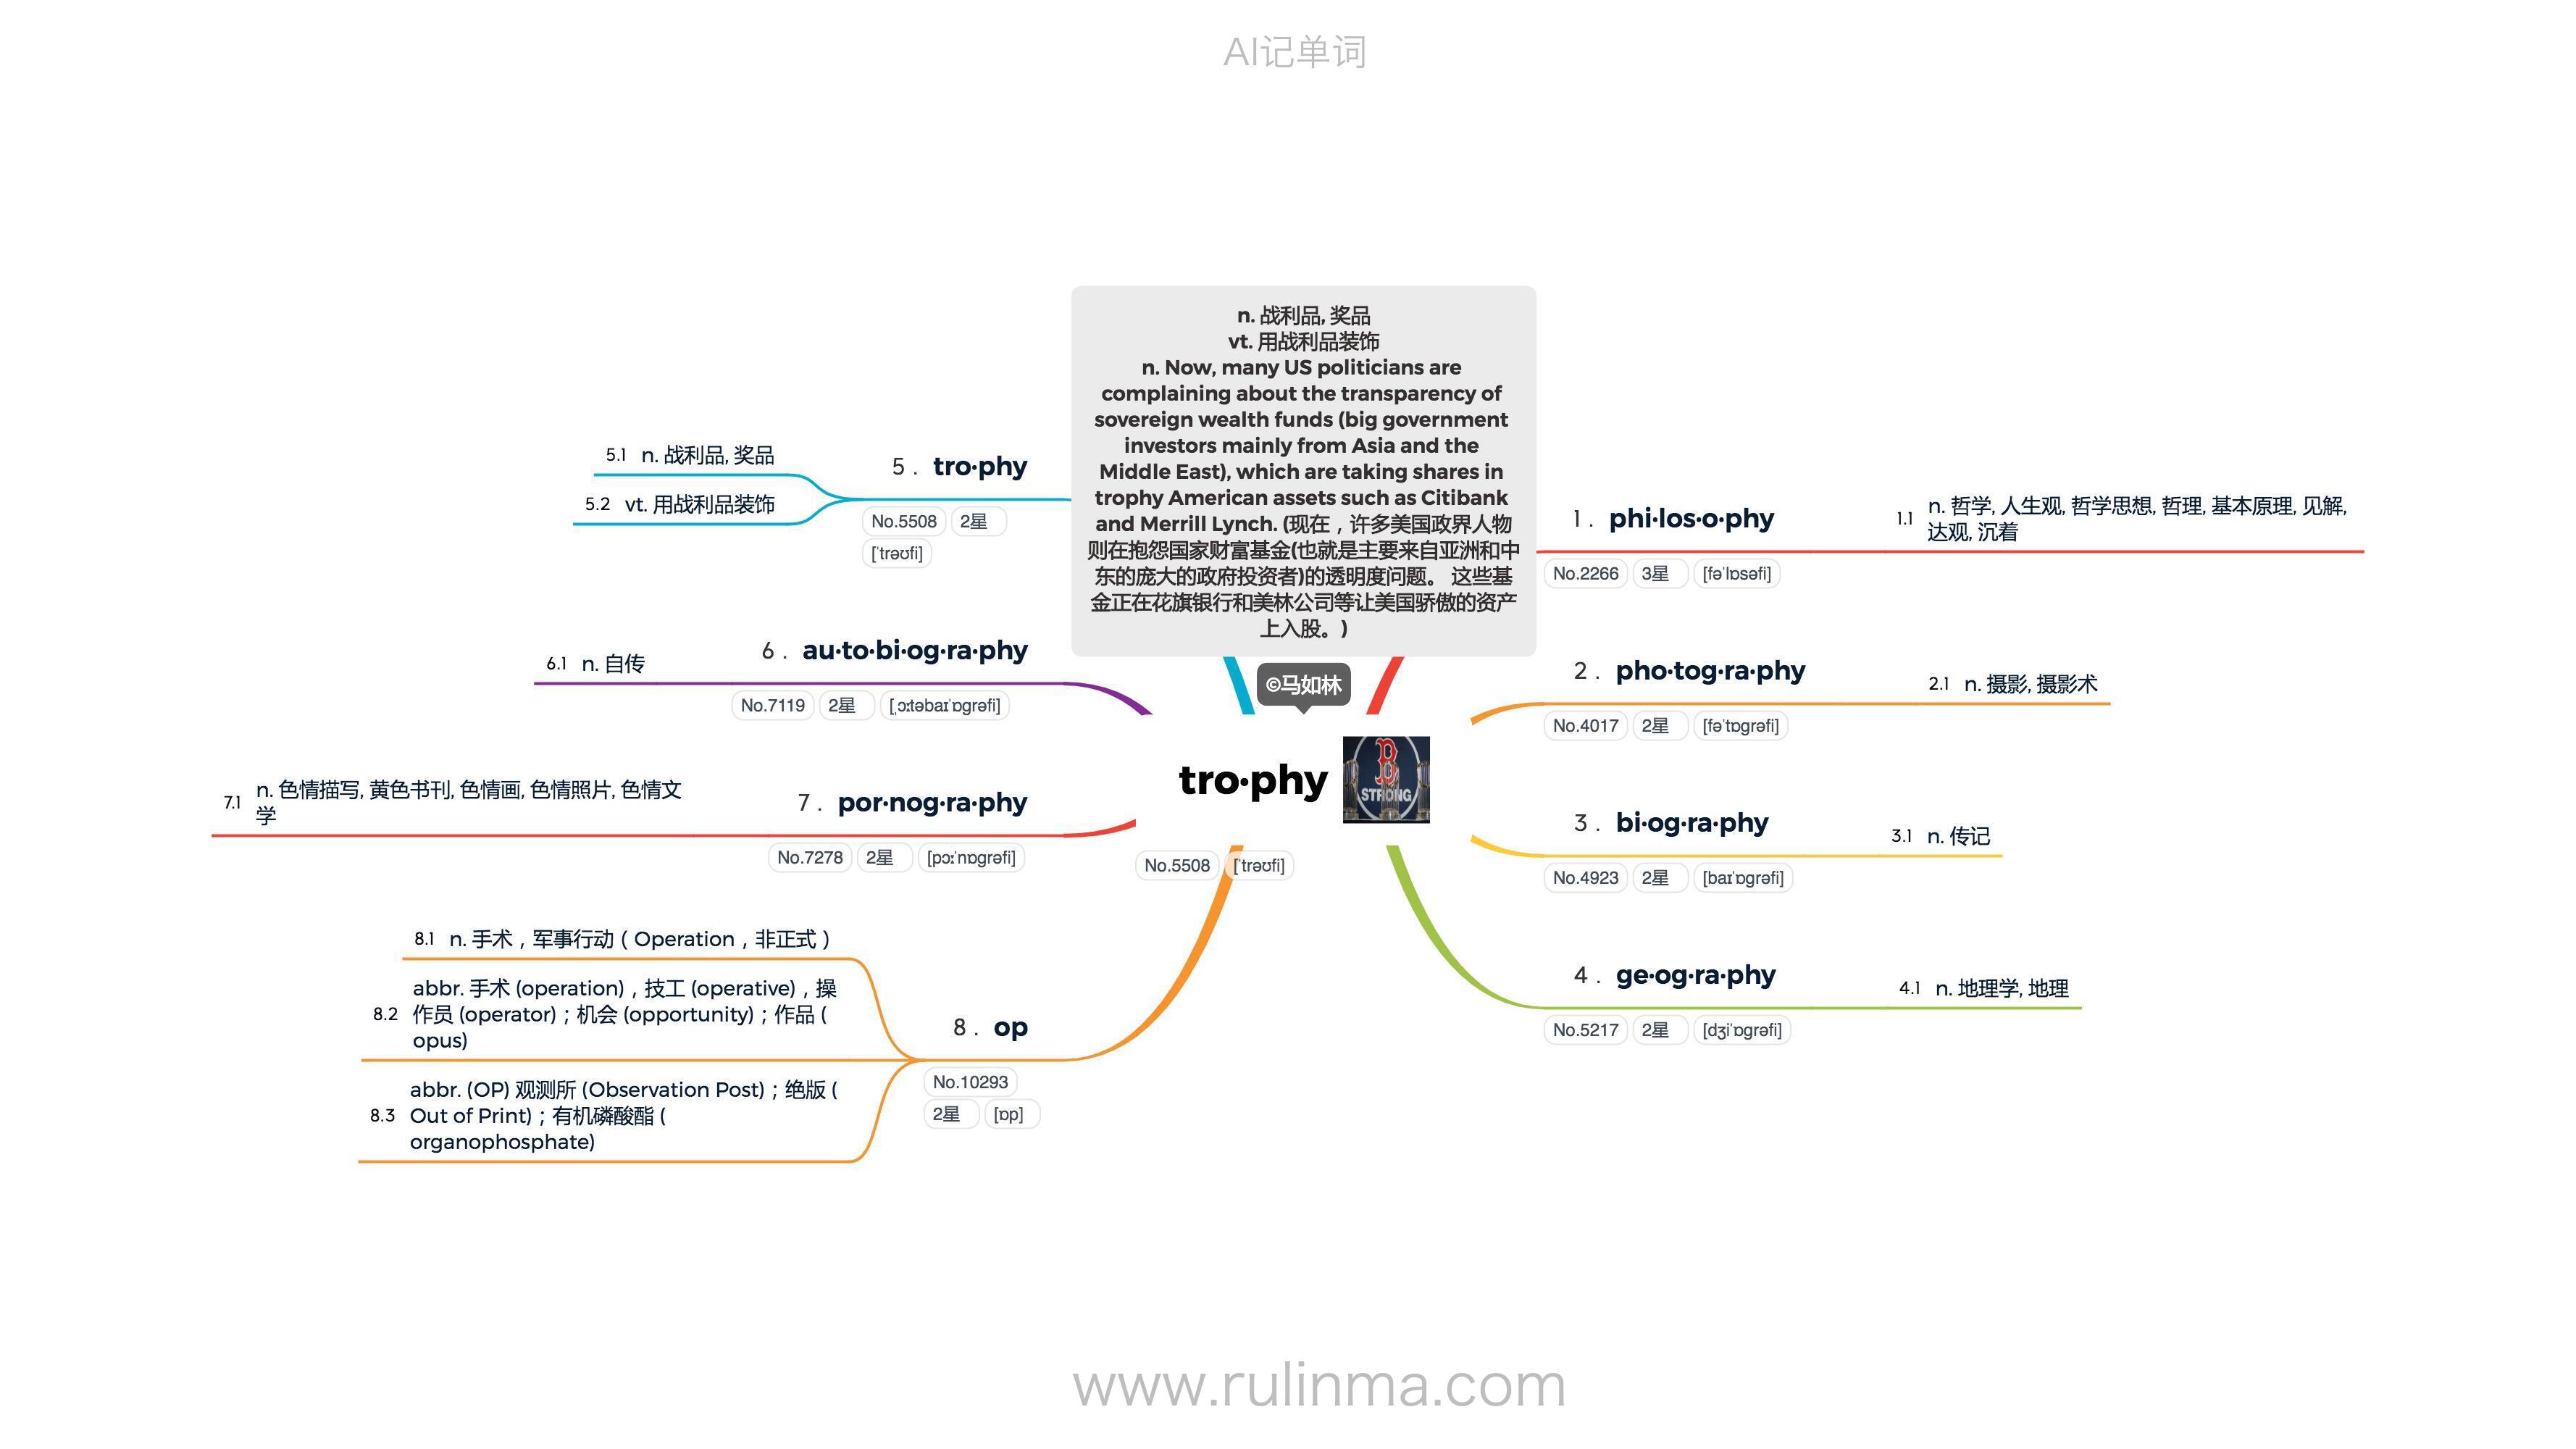 AI记单词
n. 战利品, 奖品
vt. 用战利品装饰
n. Now, many US politicians are
complaining about the transparency of
sovereign wealth funds (big government
investors mainly from Asia and the
Middle East), which are taking shares in
trophy American assets such as Citibank
and Merrill Lynch. (现在，许多美国政界人物
则在抱怨国家财富基金(也就是主要来自亚洲和中
东的庞大的政府投资者)的透明度问题。 这些基
金正在花旗银行和美林公司等让美国骄傲的资产
上入股。)
©马如林
tro•phy
B
STRONG
No.5508 [ˈtrəʊfi]
1. phi•los•o•phy
No.2266 3星 [fəˈlɒsəfi]
1.1 n. 哲学, 人生观, 哲学思想, 哲理, 基本原理, 见解,
达观, 沉着
2. pho•tog•ra•phy
No.4017 2星 [fəˈtɒgrəfi]
2.1 n. 摄影, 摄影术
3. bi•og•ra•phy
No.4923 2星 [baɪˈɒgrəfi]
3.1 n. 传记
4. ge•og•ra•phy
No.5217 2星 [dʒiˈɒgrəfi]
4.1 n. 地理学, 地理
5. tro•phy
No.5508 2星
[ˈtrəʊfi]
5.1 n. 战利品, 奖品
5.2 vt. 用战利品装饰
6. au•to•bi•og•ra•phy
No.7119 2星 [ˌɔːtəbaɪˈɒgrəfi]
6.1 n. 自传
7. por•nog•ra•phy
No.7278 2星 [pɔːˈnɒgrəfi]
7.1 n. 色情描写, 黄色书刊, 色情画, 色情照片, 色情文
学
8. op
No.10293
2星 [ɒp]
8.1 n. 手术，军事行动（Operation，非正式）
8.2 abbr. 手术 (operation)，技工 (operative)，操
作员 (operator)；机会 (opportunity)；作品 (
opus)
8.3 abbr. (OP) 观测所 (Observation Post)；绝版 (
Out of Print)；有机磷酸酯 (
organophosphate)
www.rulinma.com